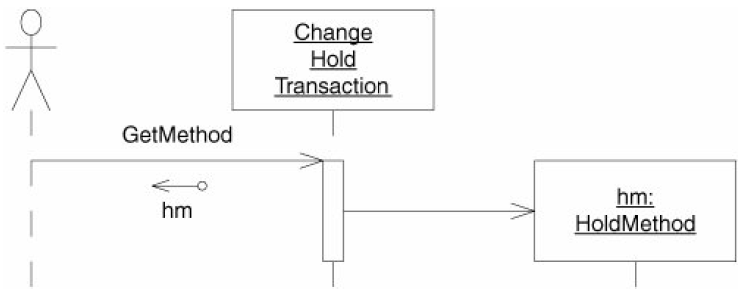 Change
Hold
Transaction
GetMethod
hm
hm:
HoldMethod